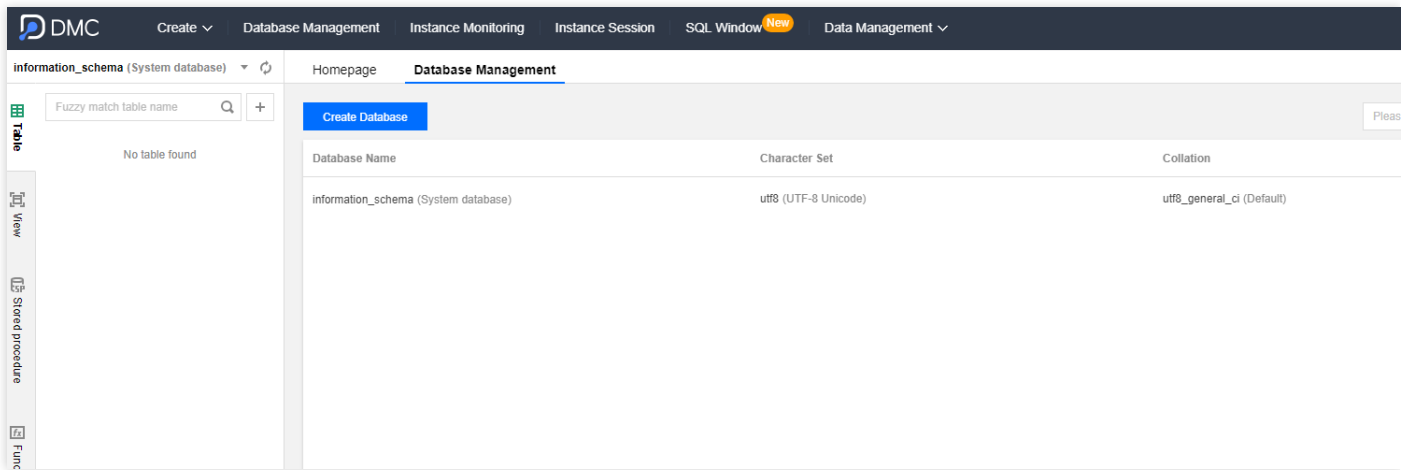 DMC Create Database Management Instance Monitoring Instance Session SQL Window New Data Management
information_schema (System database)
Homepage Database Management
Fuzzy match table name
Create Database
Table
No table found
Database Name Character Set Collation
information_schema (System database) utf8 (UTF-8 Unicode) utf8_general_ci (Default)
View
Stored procedure